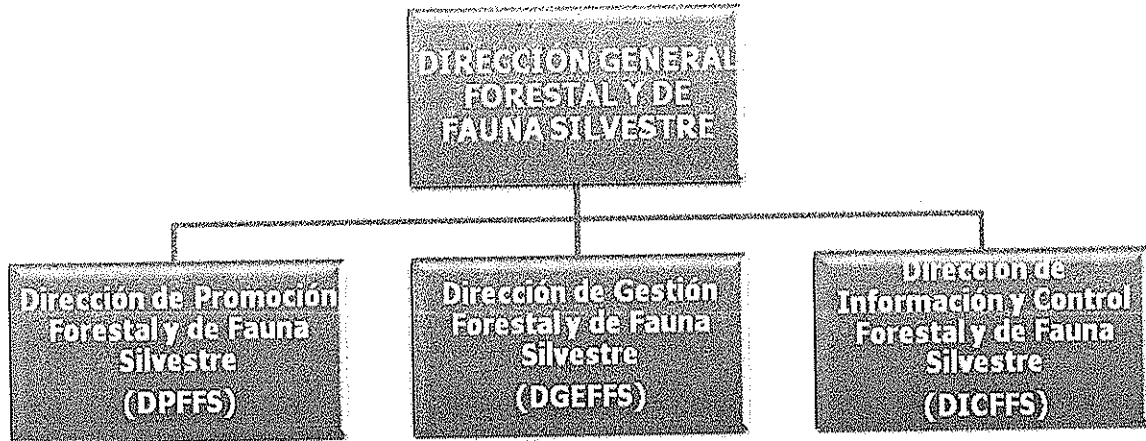 DIRECCION GENERAL
FORESTAL Y DE
FAUNA SILVESTRE
Dirección de Promoción
Forestal y de Fauna
Silvestre
(DPFFS)
Dirección de Gestión
Forestal y de Fauna
Silvestre
(DGEFFS)
Dirección de
Información y Control
Forestal y de Fauna
Silvestre
(DICFFS)